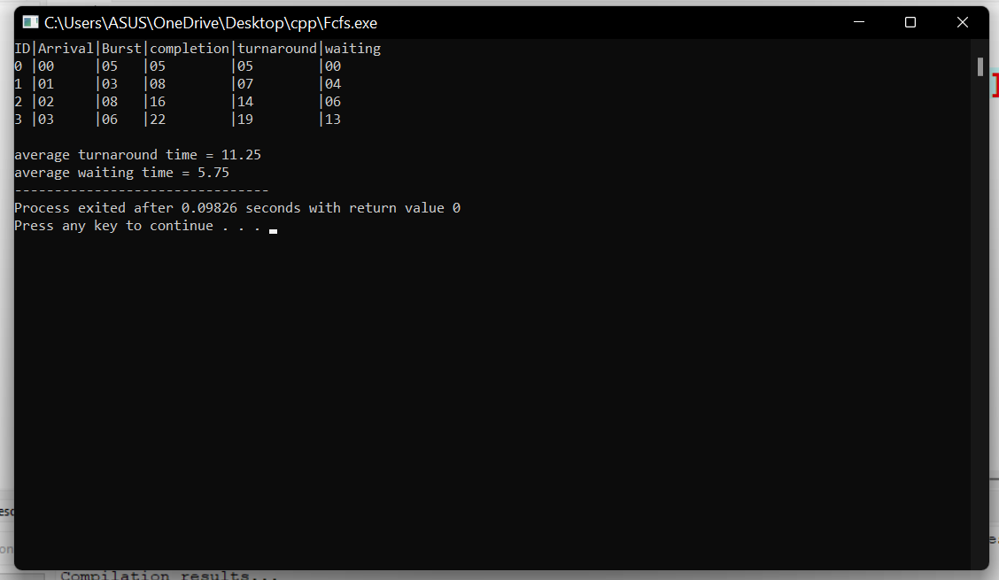 C:\Users\ASUS\OneDrive\Desktop\cpp\Fcfs.exe
ID|Arrival|Burst|completion|turnaround|waiting
0 |00     |05   |05        |05        |00
1 |01     |03   |08        |07        |04
2 |02     |08   |16        |14        |06
3 |03     |06   |22        |19        |13
average turnaround time = 11.25
average waiting time = 5.75
--------------------------------
Process exited after 0.09826 seconds with return value 0
Press any key to continue . . .
Compilation results...